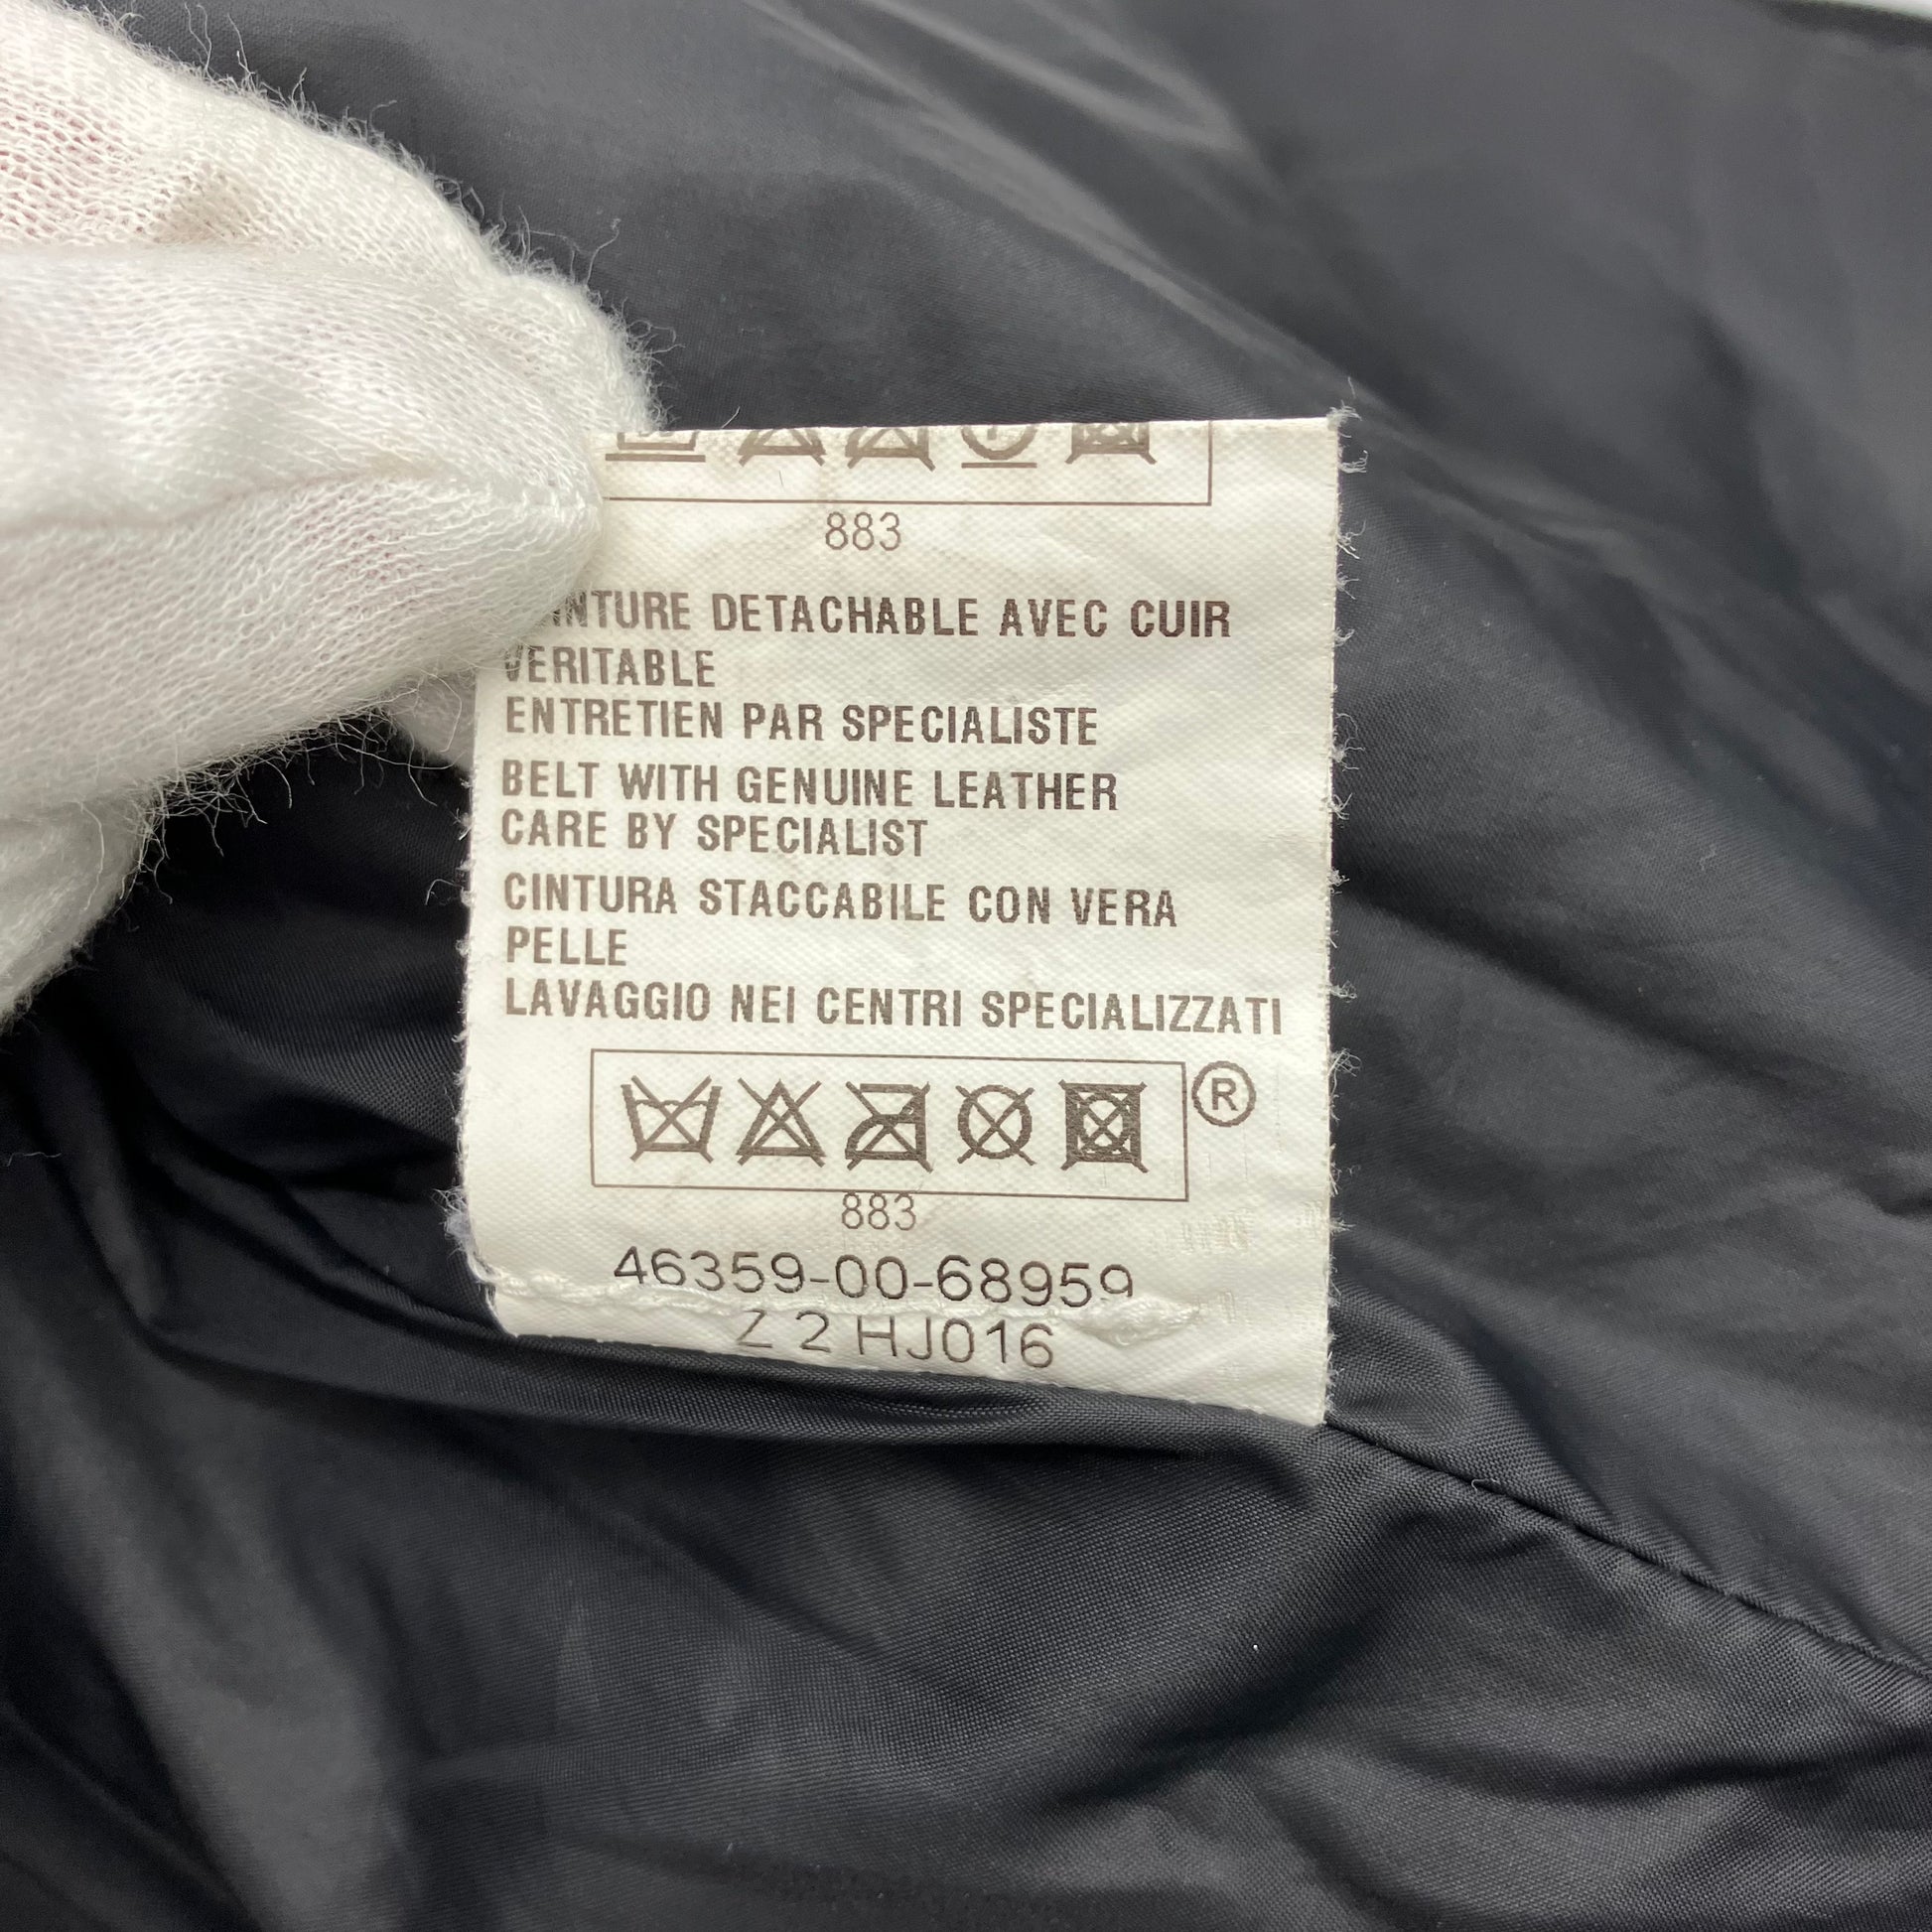 883
DETACHABLE AVEC CUIR
VERITABLE
ENTRETIEN PAR SPECIALISTE
BELT WITH GENUINE LEATHER
CARE BY SPECIALIST
CINTURA STACCABILE CON VERA
PELLE
LAVAGGIO NEI CENTRI SPECIALIZZATI
®
883
46359-00-68959
Z 2 HJ016